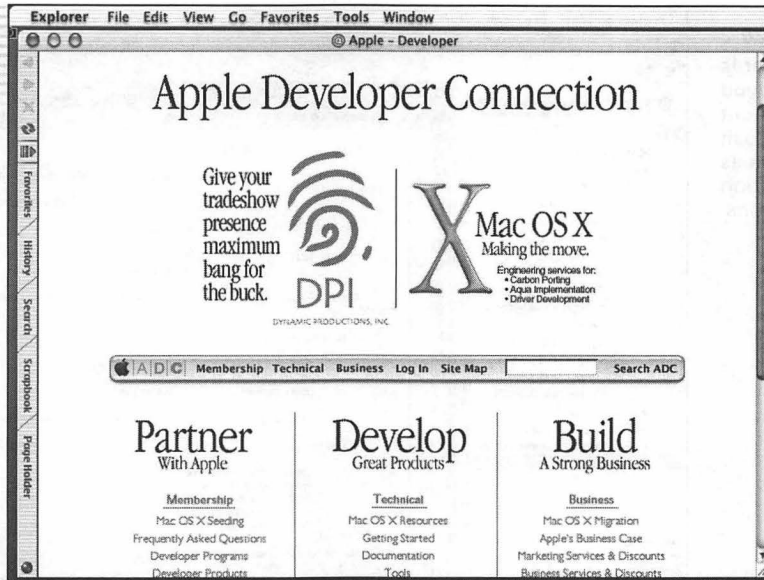 Explorer File Edit View Go Favorites Tools Window
Apple – Developer
Favorites
History
Search
Scrapbook
Page Holder
Apple Developer Connection
Give your
tradeshow
presence
maximum
bang for
the buck.
DPI
DYNAMIC PRODUCTIONS, INC
X
Mac OS X
Making the move.
Engineering services for:
• Carbon Porting
• Aqua Implementation
• Driver Development
ADC Membership Technical Business Log In Site Map Search ADC
Partner
With Apple
Membership
Mac OS X Seeding
Frequently Asked Questions
Developer Programs
Developer Products
Develop
Great Products
Technical
Mac OS X Resources
Getting Started
Documentation
Tools
Build
A Strong Business
Business
Mac OS X Migration
Apple's Business Case
Marketing Services & Discounts
Business Services & Discounts